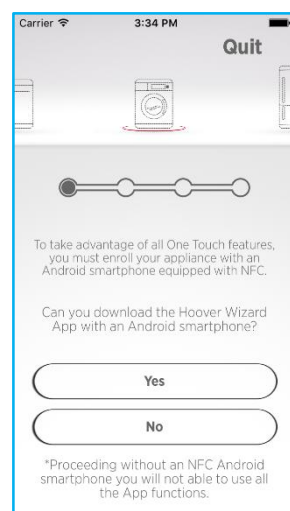 Carrier 3:34 PM
Quit
To take advantage of all One Touch features,
you must enroll your appliance with an
Android smartphone equipped with NFC.
Can you download the Hoover Wizard
App with an Android smartphone?
Yes
No
*Proceeding without an NFC Android
smartphone you will not able to use all
the App functions.